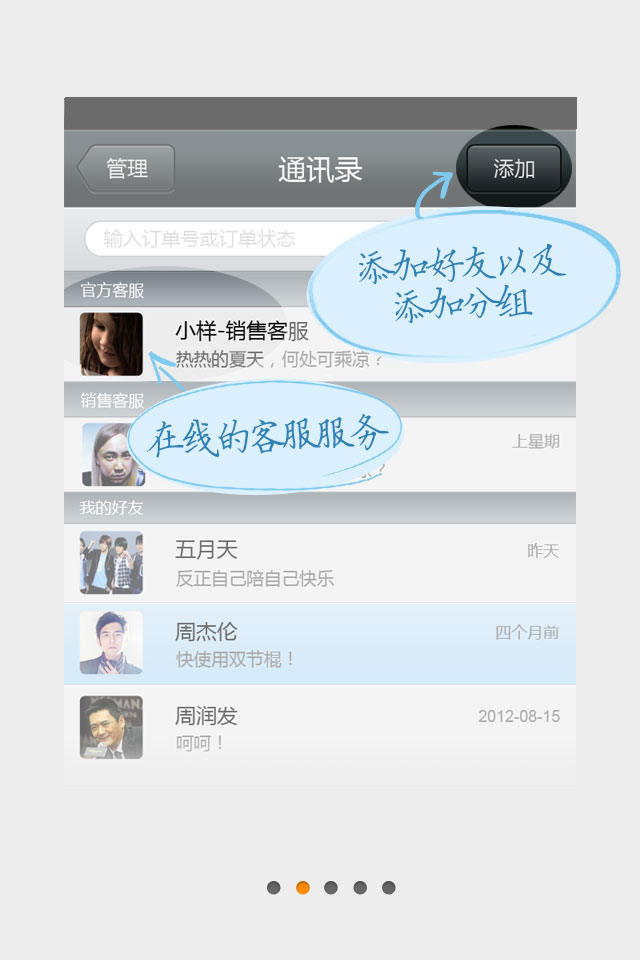 管理
通讯录
添加
输入订单号或订单状态
添加好友以及
添加分组
官方客服
小样-销售客服
热热的夏天，何处可乘凉？
销售客服
在线的客服服务
上星期
我的好友
五月天
昨天
反正自己陪自己快乐
周杰伦
四个月前
快使用双节棍！
周润发
2012-08-15
呵呵！